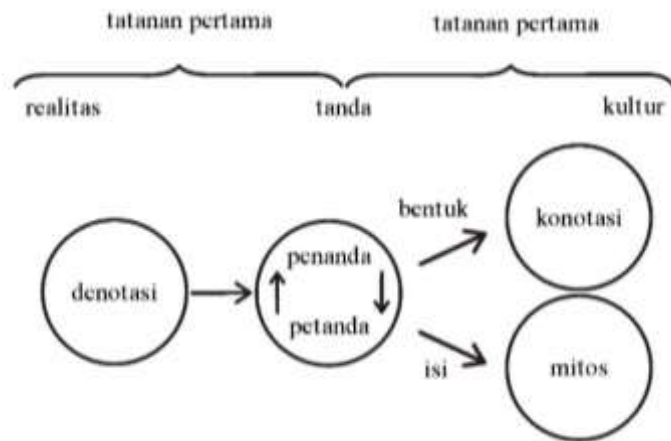 tatanan pertama tatanan pertama
realitas tanda kultur
bentuk
konotasi
penanda
denotasi
petanda
isi
mitos